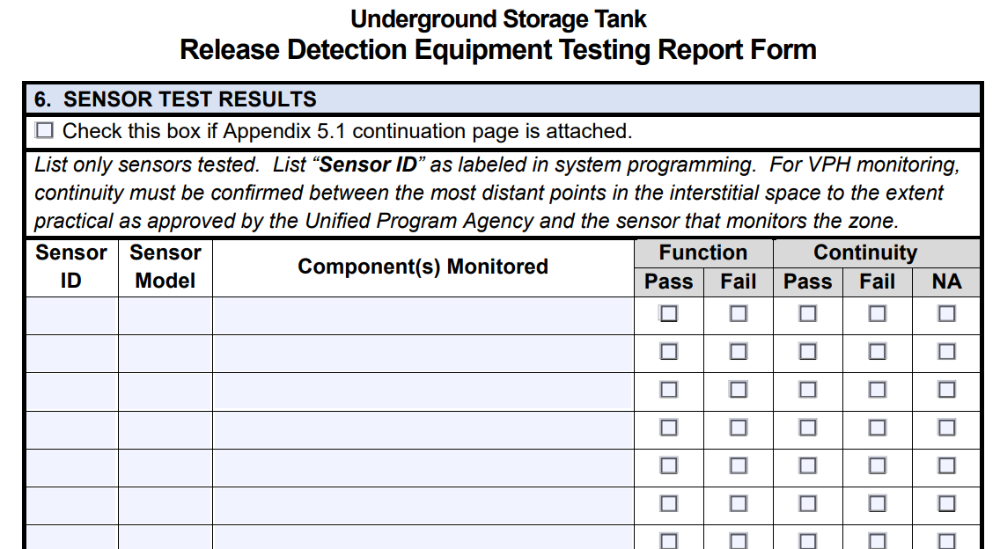 Underground Storage Tank
Release Detection Equipment Testing Report Form
6. SENSOR TEST RESULTS
Check this box if Appendix 5.1 continuation page is attached.
List only sensors tested. List “Sensor ID” as labeled in system programming. For VPH monitoring,
continuity must be confirmed between the most distant points in the interstitial space to the extent
practical as approved by the Unified Program Agency and the sensor that monitors the zone.
Sensor ID
Sensor Model
Component(s) Monitored
Function
Continuity
Pass Fail Pass Fail NA